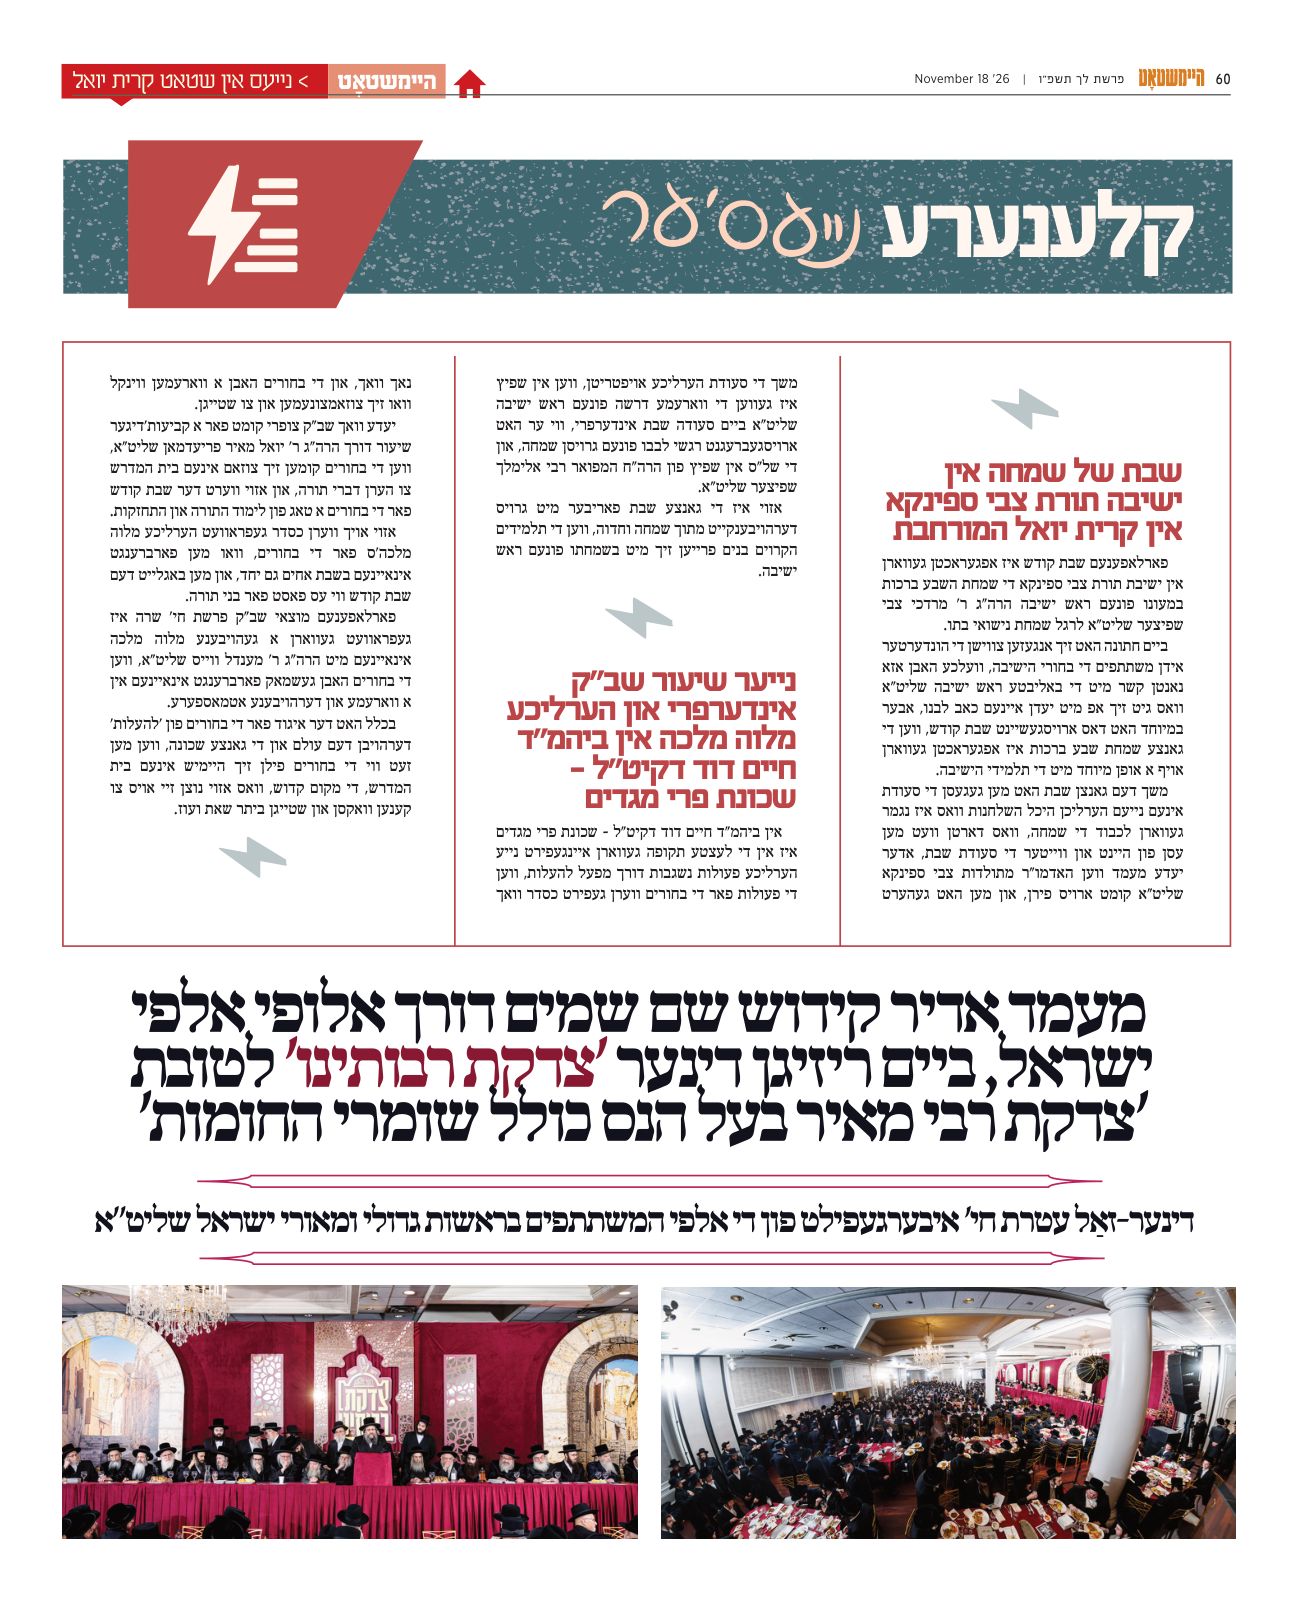 60 היימשטאָט פרשת לך תשפ״ו | November 18 '26
היימשטאָט > נייעס אין שטאט קרית יואל
קלענערע נייעס'ער
שבת של שמחה אין
ישיבה תורת צבי ספינקא
אין קרית יואל המורחבת
פארלאפענעם שבת קודש איז אפגעראכטן געווארן
אין ישיבת תורת צבי ספינקא די שמחת השבע ברכות
במעונו פונעם ראש ישיבה הרה״ג ר' מרדכי צבי
שפיצער שליט״א לרגל שמחת נישואי בתו.
ביים חתונה האט זיך אנגעזען צווישן די הונדערטער
אידן משתתפים די בחורי הישיבה, וועלכע האבן אזא
נאנטן קשר מיט די באליבטע ראש ישיבה שליט״א
וואס גיט זיך אפ מיט יעדן איינעם כאב לבנו, אבער
במיוחד האט דאס ארויסגעשיינט שבת קודש, ווען די
גאנצע שמחת שבע ברכות איז אפגעראכטן געווארן
אויף א אופן מיוחד מיט די תלמידי הישיבה.
משך דעם גאנצן שבת האט מען געגעסן די סעודת
אינעם נייעם הערליכן היכל השלחנות וואס איז נגמר
געווארן לכבוד די שמחה, וואס דארטן וועט מען
עסן פון היינט און ווייטער די סעודת שבת, אדער
יעדע מעמד ווען האדמו״ר מתולדות צבי ספינקא
שליט״א קומט ארויס פירן, און מען האט געהערט
משך די סעודת הערליכע אויפטריטן, ווען אין שפיץ
איז געווען די ווארעמע דרשה פונעם ראש ישיבה
שליט״א ביים סעודה שבת אינדערפרי, ווי ער האט
ארויסגעברענגט רגשי לבבו פונעם גרויסן שמחה, און
די של״ס אין שפיץ פון הרה״ח המפואר רבי אלימלך
שפיצער שליט״א.
אזוי איז די גאנצע שבת פאריבער מיט גרויס
דערהויבענקייט מתוך שמחה וחדוה, ווען די תלמידים
הקרוים בנים פרייען זיך מיט בשמחתו פונעם ראש
ישיבה.
נייער שיעור שב״ק
אינדערפרי און הערליכע
מלוה מלכה אין ביהמ״ד
חיים דוד דקיט״ל –
שכונת פרי מגדים
אין ביהמ״ד חיים דוד דקיט״ל - שכונת פרי מגדים
איז אין די לעצטע תקופה געווארן איינגעפירט נייע
הערליכע פעולות נשגבות דורך מפעל להעלות, ווען
די פעולות פאר די בחורים ווערן געפירט כסדר וואך
נאך וואך, און די בחורים האבן א ווארעמען ווינקל
וואו זיך צוזאמצונעמען און צו שטייגן.
יעדע וואך שב״ק צופרי קומט פאר א קביעות'דיגער
שיעור דורך הרה״ג ר' יואל מאיר פריעדמאן שליט״א,
ווען די בחורים קומען זיך צוזאם אינעם בית המדרש
צו הערן דברי תורה, און אזוי ווערט דער שבת קודש
פאר די בחורים א טאג פון לימוד התורה און התחזקות.
אזוי אויך ווערן כסדר געפראוועט הערליכע מלוה
מלכה'ס פאר די בחורים, וואו מען פארברענגט
אינאיינעם בשבת אחים גם יחד, און מען באגלייט דעם
שבת קודש ווי עס פאסט פאר בני תורה.
פארלאפענעם מוצאי שב״ק פרשת חי' שרה איז
געפראוועט געווארן א געהויבענע מלוה מלכה
אינאיינעם מיט הרה״ג ר' מענדל ווייס שליט״א, ווען
די בחורים האבן געשמאק פארברענגט אינאיינעם אין
א ווארעמע און דערהויבענע אטמאספערע.
בכלל האט דער איגוד פאר די בחורים פון 'להעלות'
דערהויבן דעם עולם און די גאנצע שכונה, ווען מען
זעט ווי די בחורים פילן זיך היימיש אינעם בית
המדרש, די מקום קדוש, וואס אזוי נוצן זיי אויס צו
קענען וואקסן און שטייגן ביתר שאת ועוז.
מעמד אדיר קידוש שם שמים דורך אלופי אלפי
ישראל, ביים ריזיגן דינער 'צדקת רבותינו' לטובת
'צדקת רבי מאיר בעל הנס כולל שומרי החומות'
דינער-זאַל עטרת חי' איבערגעפילט פון די אלפי המשתתפים בראשות גדולי ומאורי ישראל שליט״א
צדקת